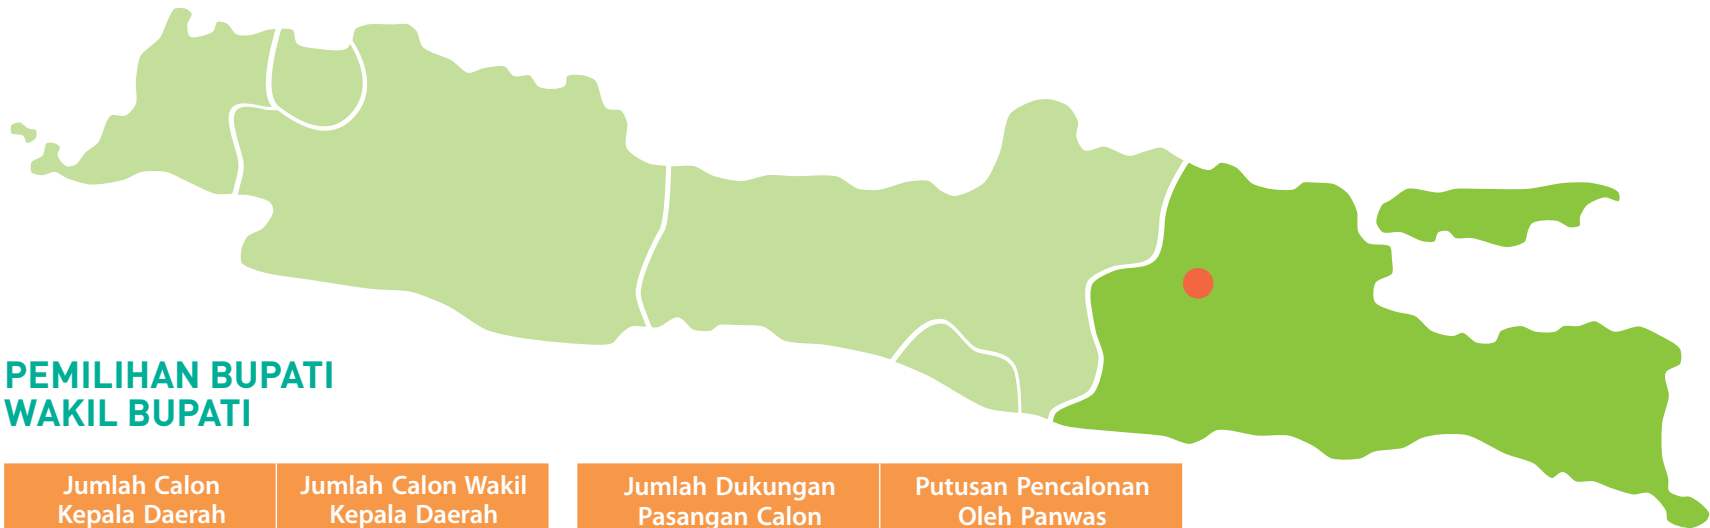 PEMILIHAN BUPATI
WAKIL BUPATI
Jumlah Calon
Kepala Daerah
Jumlah Calon Wakil
Kepala Daerah
Jumlah Dukungan
Pasangan Calon
Putusan Pencalonan
Oleh Panwas